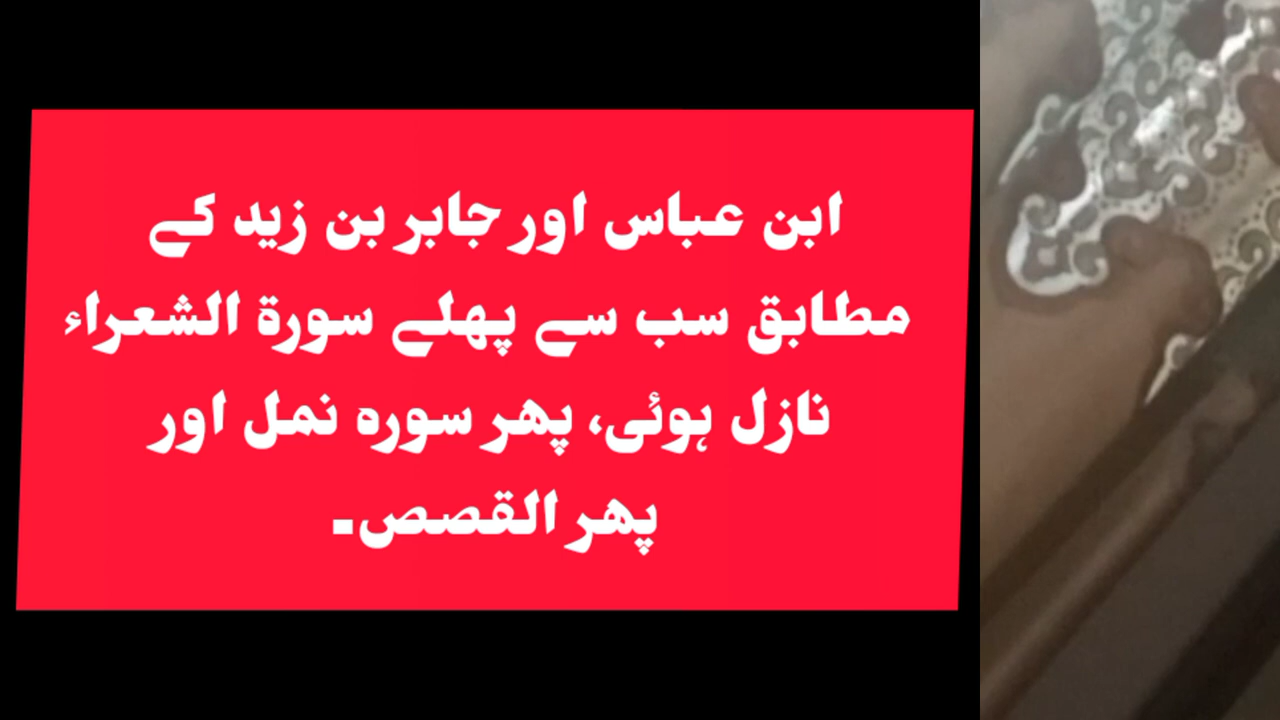 ابن عباس اور جابر بن زید کے
مطابق سب سے پہلے سورۃ الشعراء
نازل ہوئی، پھر سورہ نمل اور
پھر القصص۔